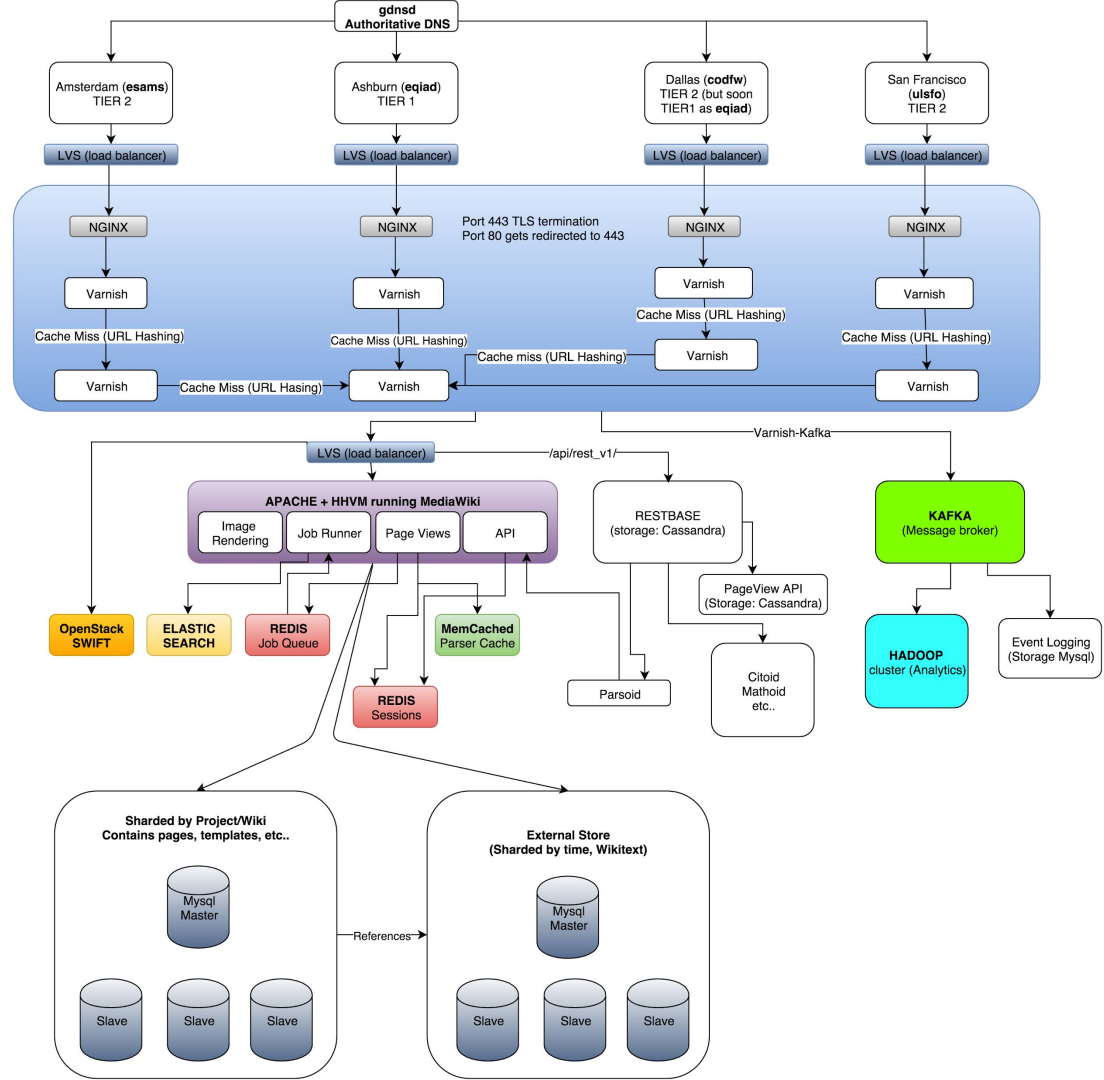 gdnsd
Authoritative DNS
Amsterdam (esams)
TIER 2
Ashburn (eqiad)
TIER 1
Dallas (codfw)
TIER 2 (but soon
TIER1 as eqiad)
San Francisco
(ulsfo)
TIER 2
LVS (load balancer)
LVS (load balancer)
LVS (load balancer)
LVS (load balancer)
NGINX
NGINX
Port 443 TLS termination
Port 80 gets redirected to 443
NGINX
NGINX
Varnish
Varnish
Varnish
Varnish
Cache Miss (URL Hashing)
Cache Miss (URL Hashing)
Cache Miss (URL Hashing)
Cache Miss (URL Hashing)
Cache miss (URL hashing)
Varnish
Varnish
Cache Miss (URL Hasing)
Varnish
Varnish
Varnish-Kafka
LVS (load balancer)
/api/rest_v1/
APACHE + HHVM running MediaWiki
Image
Rendering
Job Runner
Page Views
API
RESTBASE
(storage: Cassandra)
KAFKA
(Message broker)
PageView API
(Storage: Cassandra)
OpenStack
SWIFT
ELASTIC
SEARCH
REDIS
Job Queue
MemCached
Parser Cache
HADOOP
cluster (Analytics)
Event Logging
(Storage Mysql)
REDIS
Sessions
Parsoid
Citoid
Mathoid
etc..
Sharded by Project/Wiki
Contains pages, templates, etc..
External Store
(Sharded by time, Wikitext)
Mysql
Master
Mysql
Master
References
Slave
Slave
Slave
Slave
Slave
Slave